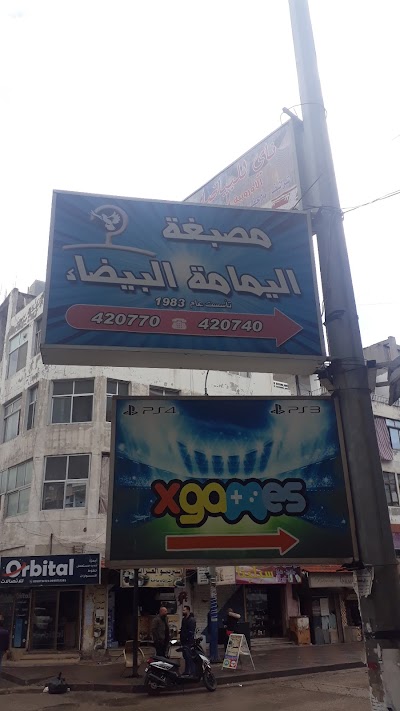 مصبغة
اليمامة البيضاء
تأسست عام 1983
420770 ☎ 420740
PS4
PS3
xgames
Orbital